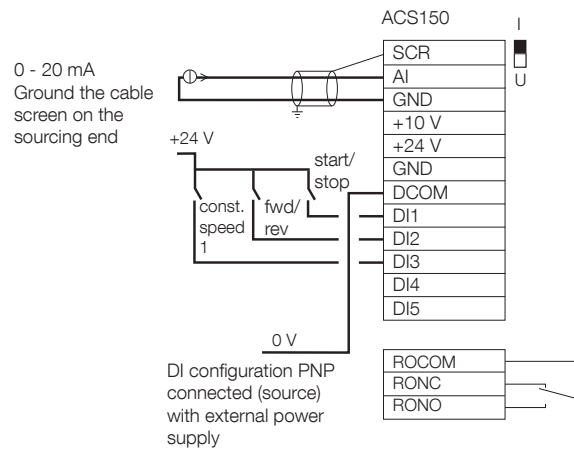 ACS150
I
SCR
AI
U
GND
+10 V
+24 V
GND
DCOM
DI1
DI2
DI3
DI4
DI5
0 - 20 mA
Ground the cable
screen on the
sourcing end
+24 V
start/
stop
const.
speed
1
fwd/
rev
0 V
DI configuration PNP
connected (source)
with external power
supply
ROCOM
RONC
RONO